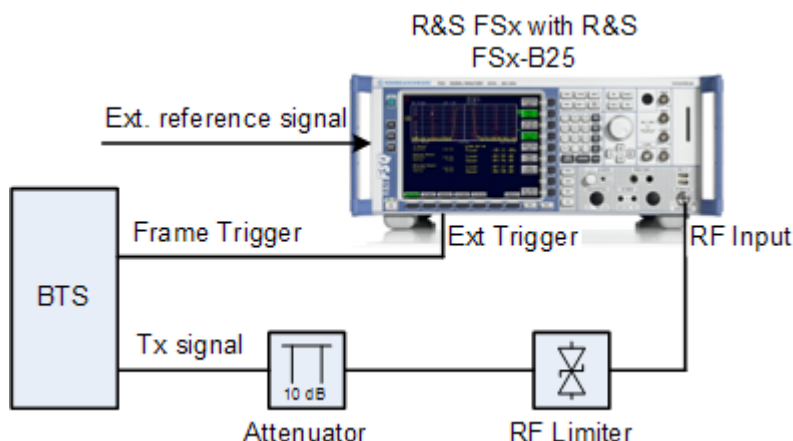 R&S FSx with R&S
FSx-B25
Ext. reference signal
FSQ
Frame Trigger
Ext Trigger
RF Input
BTS
Tx signal
10 dB
Attenuator
RF Limiter